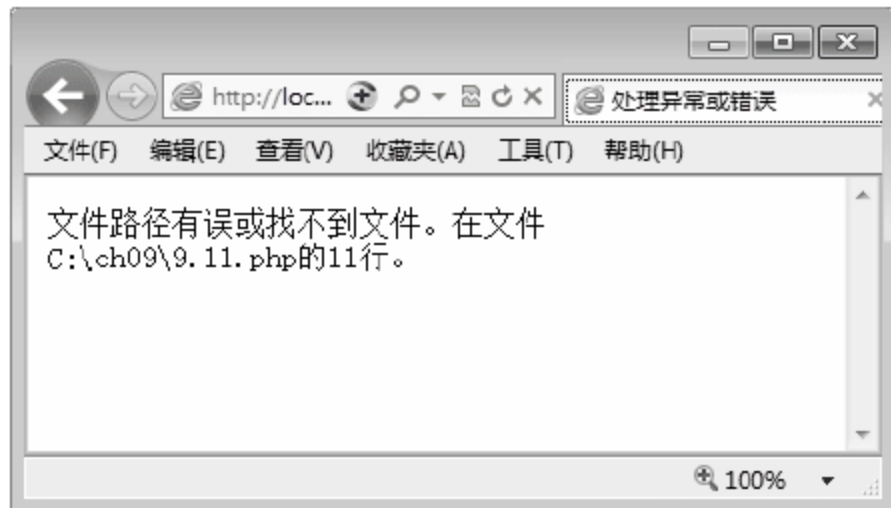 http://loc...
处理异常或错误
文件(F) 编辑(E) 查看(V) 收藏夹(A) 工具(T) 帮助(H)
文件路径有误或找不到文件。在文件
C:\ch09\9.11.php的11行。
100%